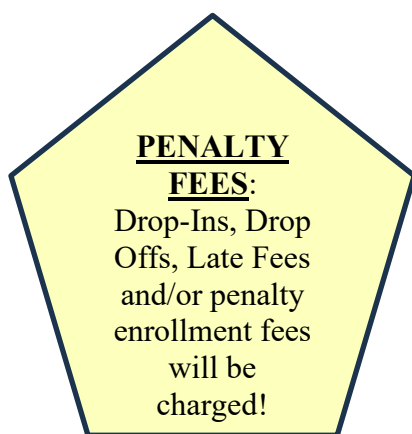 PENALTY
FEES:
Drop-Ins, Drop
Offs, Late Fees
and/or penalty
enrollment fees
will be
charged!